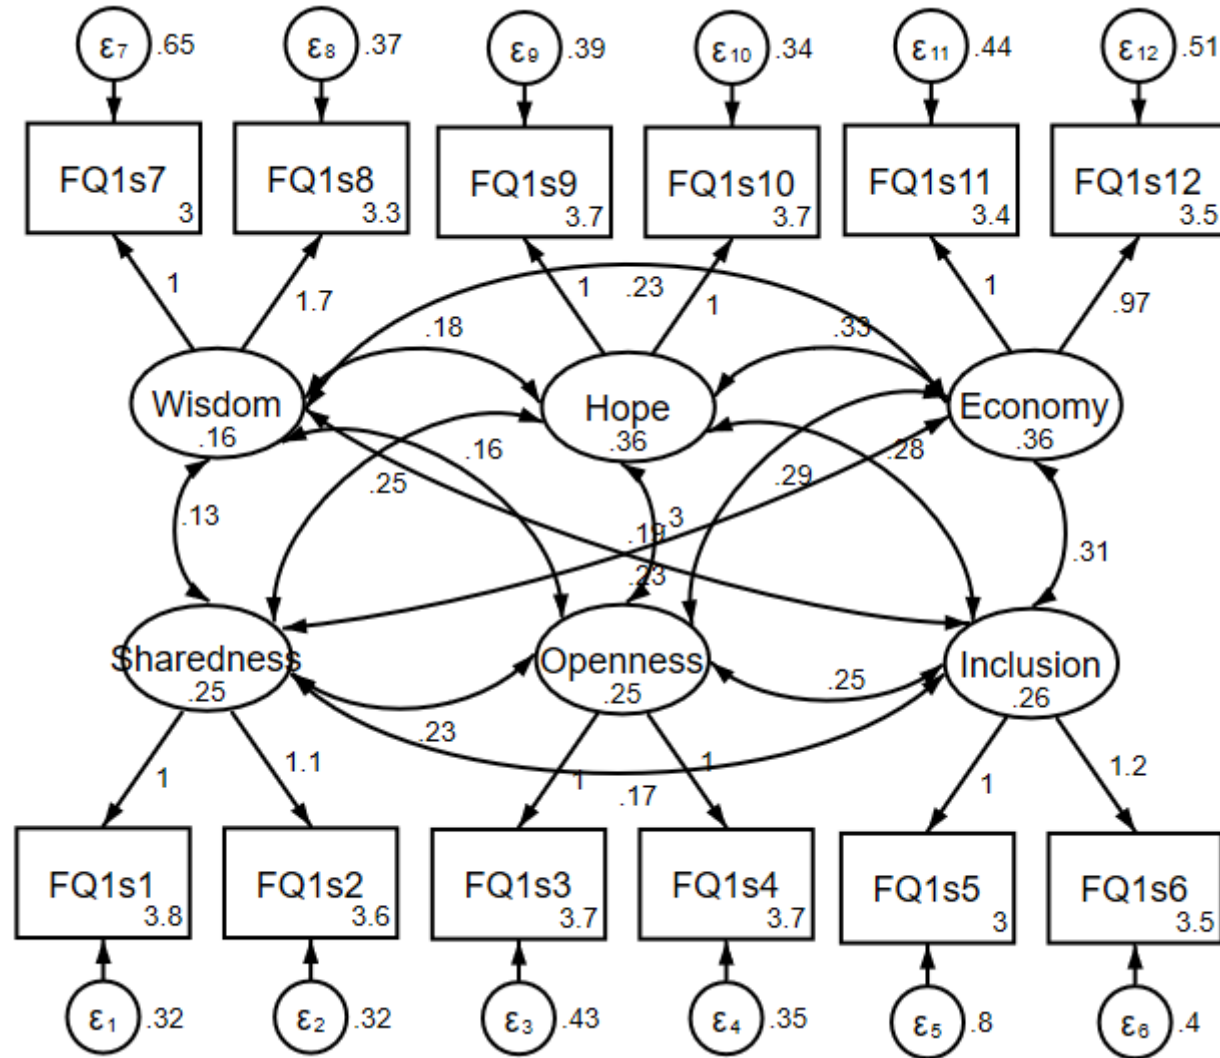 ε7 .65 ε8 .37 ε9 .39 ε10 .34 ε11 .44 ε12 .51
FQ1s7 FQ1s8 FQ1s9 FQ1s10 FQ1s11 FQ1s12
3 3.3 3.7 3.7 3.4 3.5
1 1.7 1 .23 1 1 .97
.18 .33
Wisdom Hope Economy
.16 .36 .36
.16 .28
.25 .29
.13 .19 .3 .31
.23
Sharedness Openness Inclusion
.25 .25 .26
.25
.23
1 1.1 1 1 1 1.2
.17
FQ1s1 FQ1s2 FQ1s3 FQ1s4 FQ1s5 FQ1s6
3.8 3.6 3.7 3.7 3 3.5
ε1 .32 ε2 .32 ε3 .43 ε4 .35 ε5 .8 ε6 .4